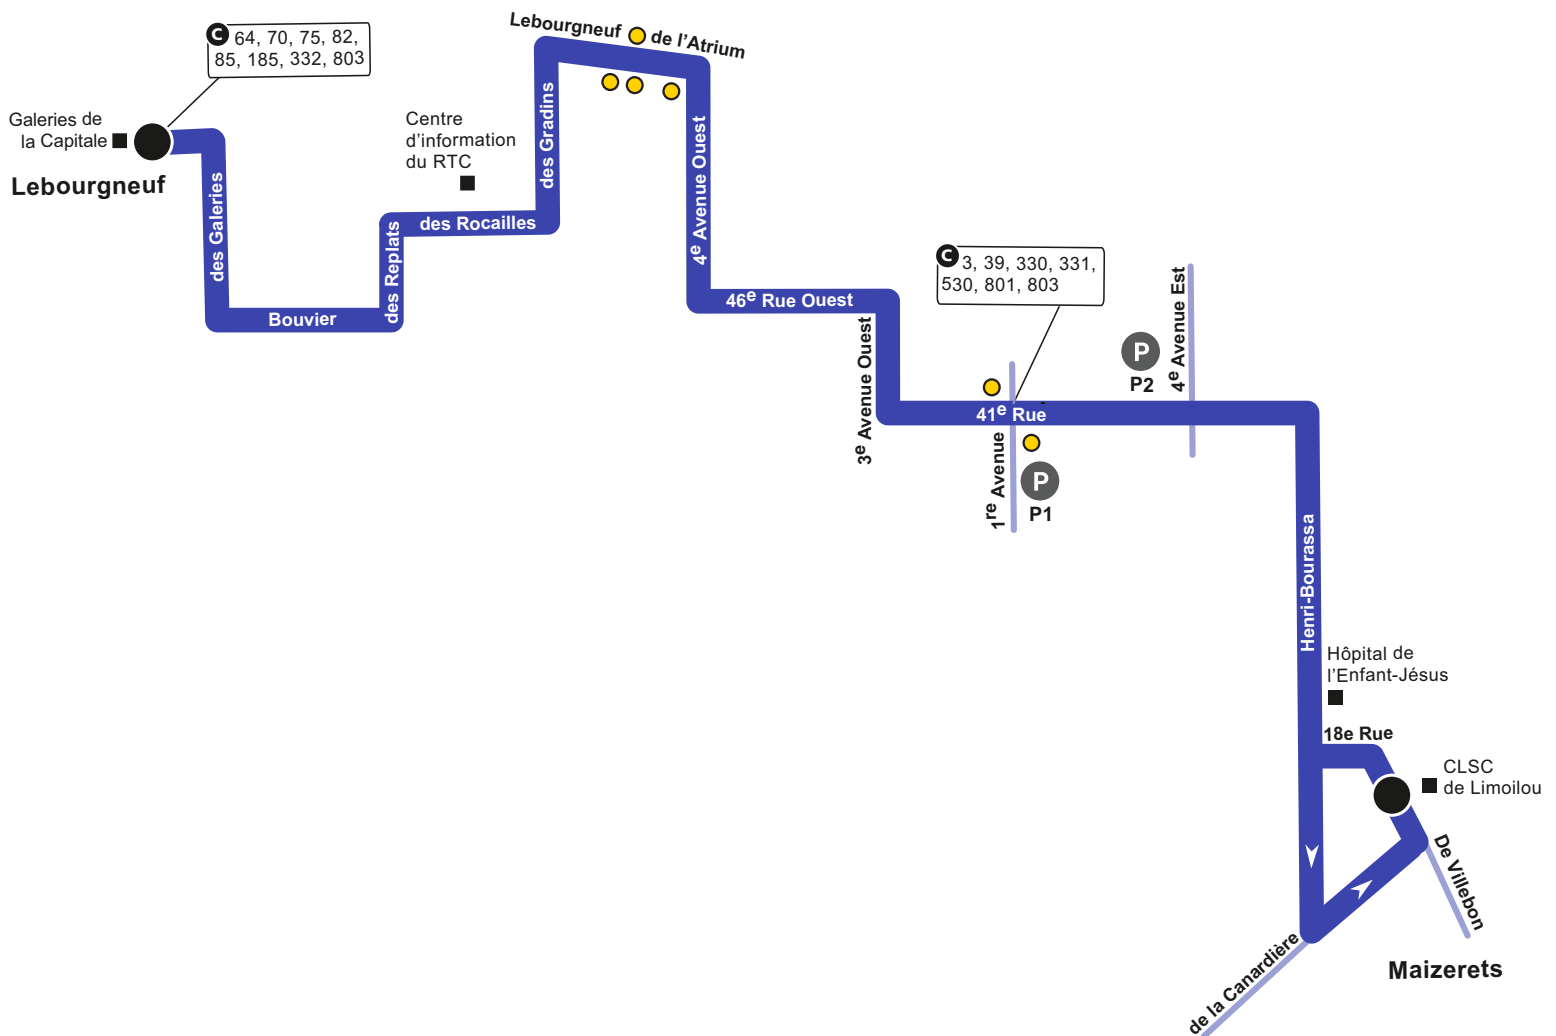 C 64, 70, 75, 82,
85, 185, 332, 803
Galeries de
la Capitale
Lebourgneuf
des Galeries
Bouvier
des Replats
des Rocailles
Centre
d'information
du RTC
des Gradins
Lebourgneuf
de l'Atrium
4e Avenue Ouest
46e Rue Ouest
3e Avenue Ouest
C 3, 39, 330, 331,
530, 801, 803
41e Rue
1re Avenue
P
P1
P
P2
4e Avenue Est
Henri-Bourassa
Hôpital de
l'Enfant-Jésus
18e Rue
CLSC
de Limoilou
De Villebon
de la Canardière
Maizerets